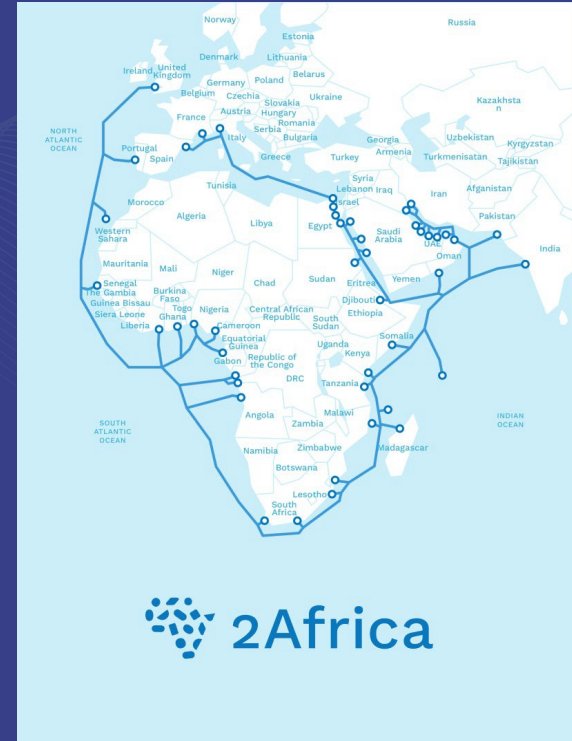 Norway
Russia
Estonia
Denmark
Lithuania
Ireland
United
Kingdom
Belarus
Germany
Poland
Belgium
Czechia
Ukraine
Slovakia
Kazakhsta
n
France
Austria
Hungary
Romania
NORTH
ATLANTIC
OCEAN
Serbia
Italy
Bulgaria
Georgia
Uzbekistan
Kyrgyzstan
Portugal
Spain
Greece
Turkey
Armenia
Turkmenisatan
Tajikistan
Syria
Tunisia
Lebanon
Iraq
Iran
Afganistan
Morocco
Israel
Algeria
Libya
Egypt
Pakistan
Western
Sahara
Saudi
Arabia
UAE
Oman
India
Mauritania
Mali
Niger
Chad
Sudan
Eritrea
Yemen
Senegal
The Gambia
Guinea Bissau
Siera Leone
Liberia
Burkina
Faso
Togo
Ghana
Nigeria
Central African
Republic
South
Sudan
Djibouti
Ethiopia
Cameroon
Equatorial
Guinea
Gabon
Republic of
the Congo
Uganda
Kenya
Somalia
DRC
Tanzania
Angola
Malawi
Zambia
SOUTH
ATLANTIC
OCEAN
INDIAN
OCEAN
Namibia
Zimbabwe
Madagascar
Botswana
Lesotho
South
Africa
2Africa